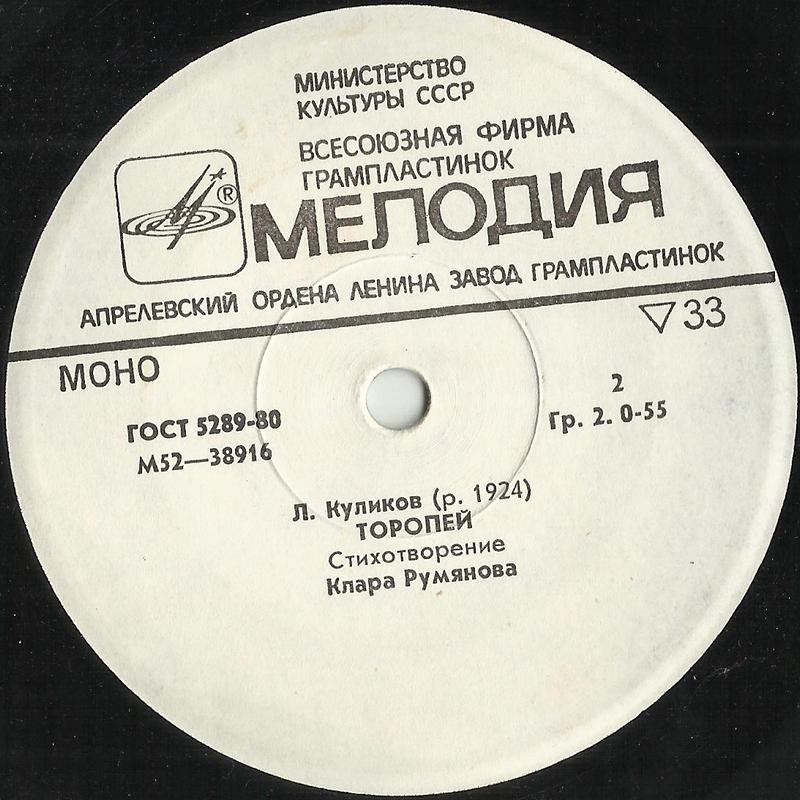 МИНИСТЕРСТВО
КУЛЬТУРЫ СССР
ВСЕСОЮЗНАЯ ФИРМА
ГРАМПЛАСТИНОК
®
МЕЛОДИЯ
АПРЕЛЕВСКИЙ ОРДЕНА ЛЕНИНА ЗАВОД ГРАМПЛАСТИНОК
▽33
МОНО
ГОСТ 5289-80
М52—38916
2
Гр. 2. 0-55
Л. Куликов (р. 1924)
ТОРОПЕЙ
Стихотворение
Клара Румянова